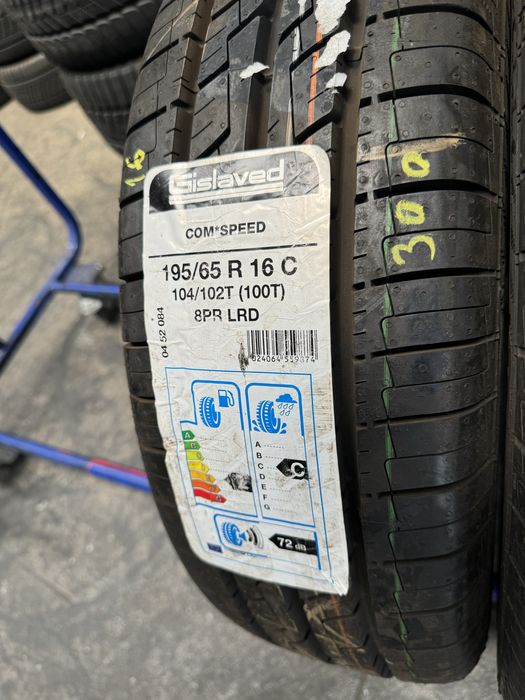 16
300
Gislaved
COM*SPEED
195/65 R 16 C
104/102T (100T)
8PR LRD
04 52 084
A
B
C
D
E
F
G
C
72 dB